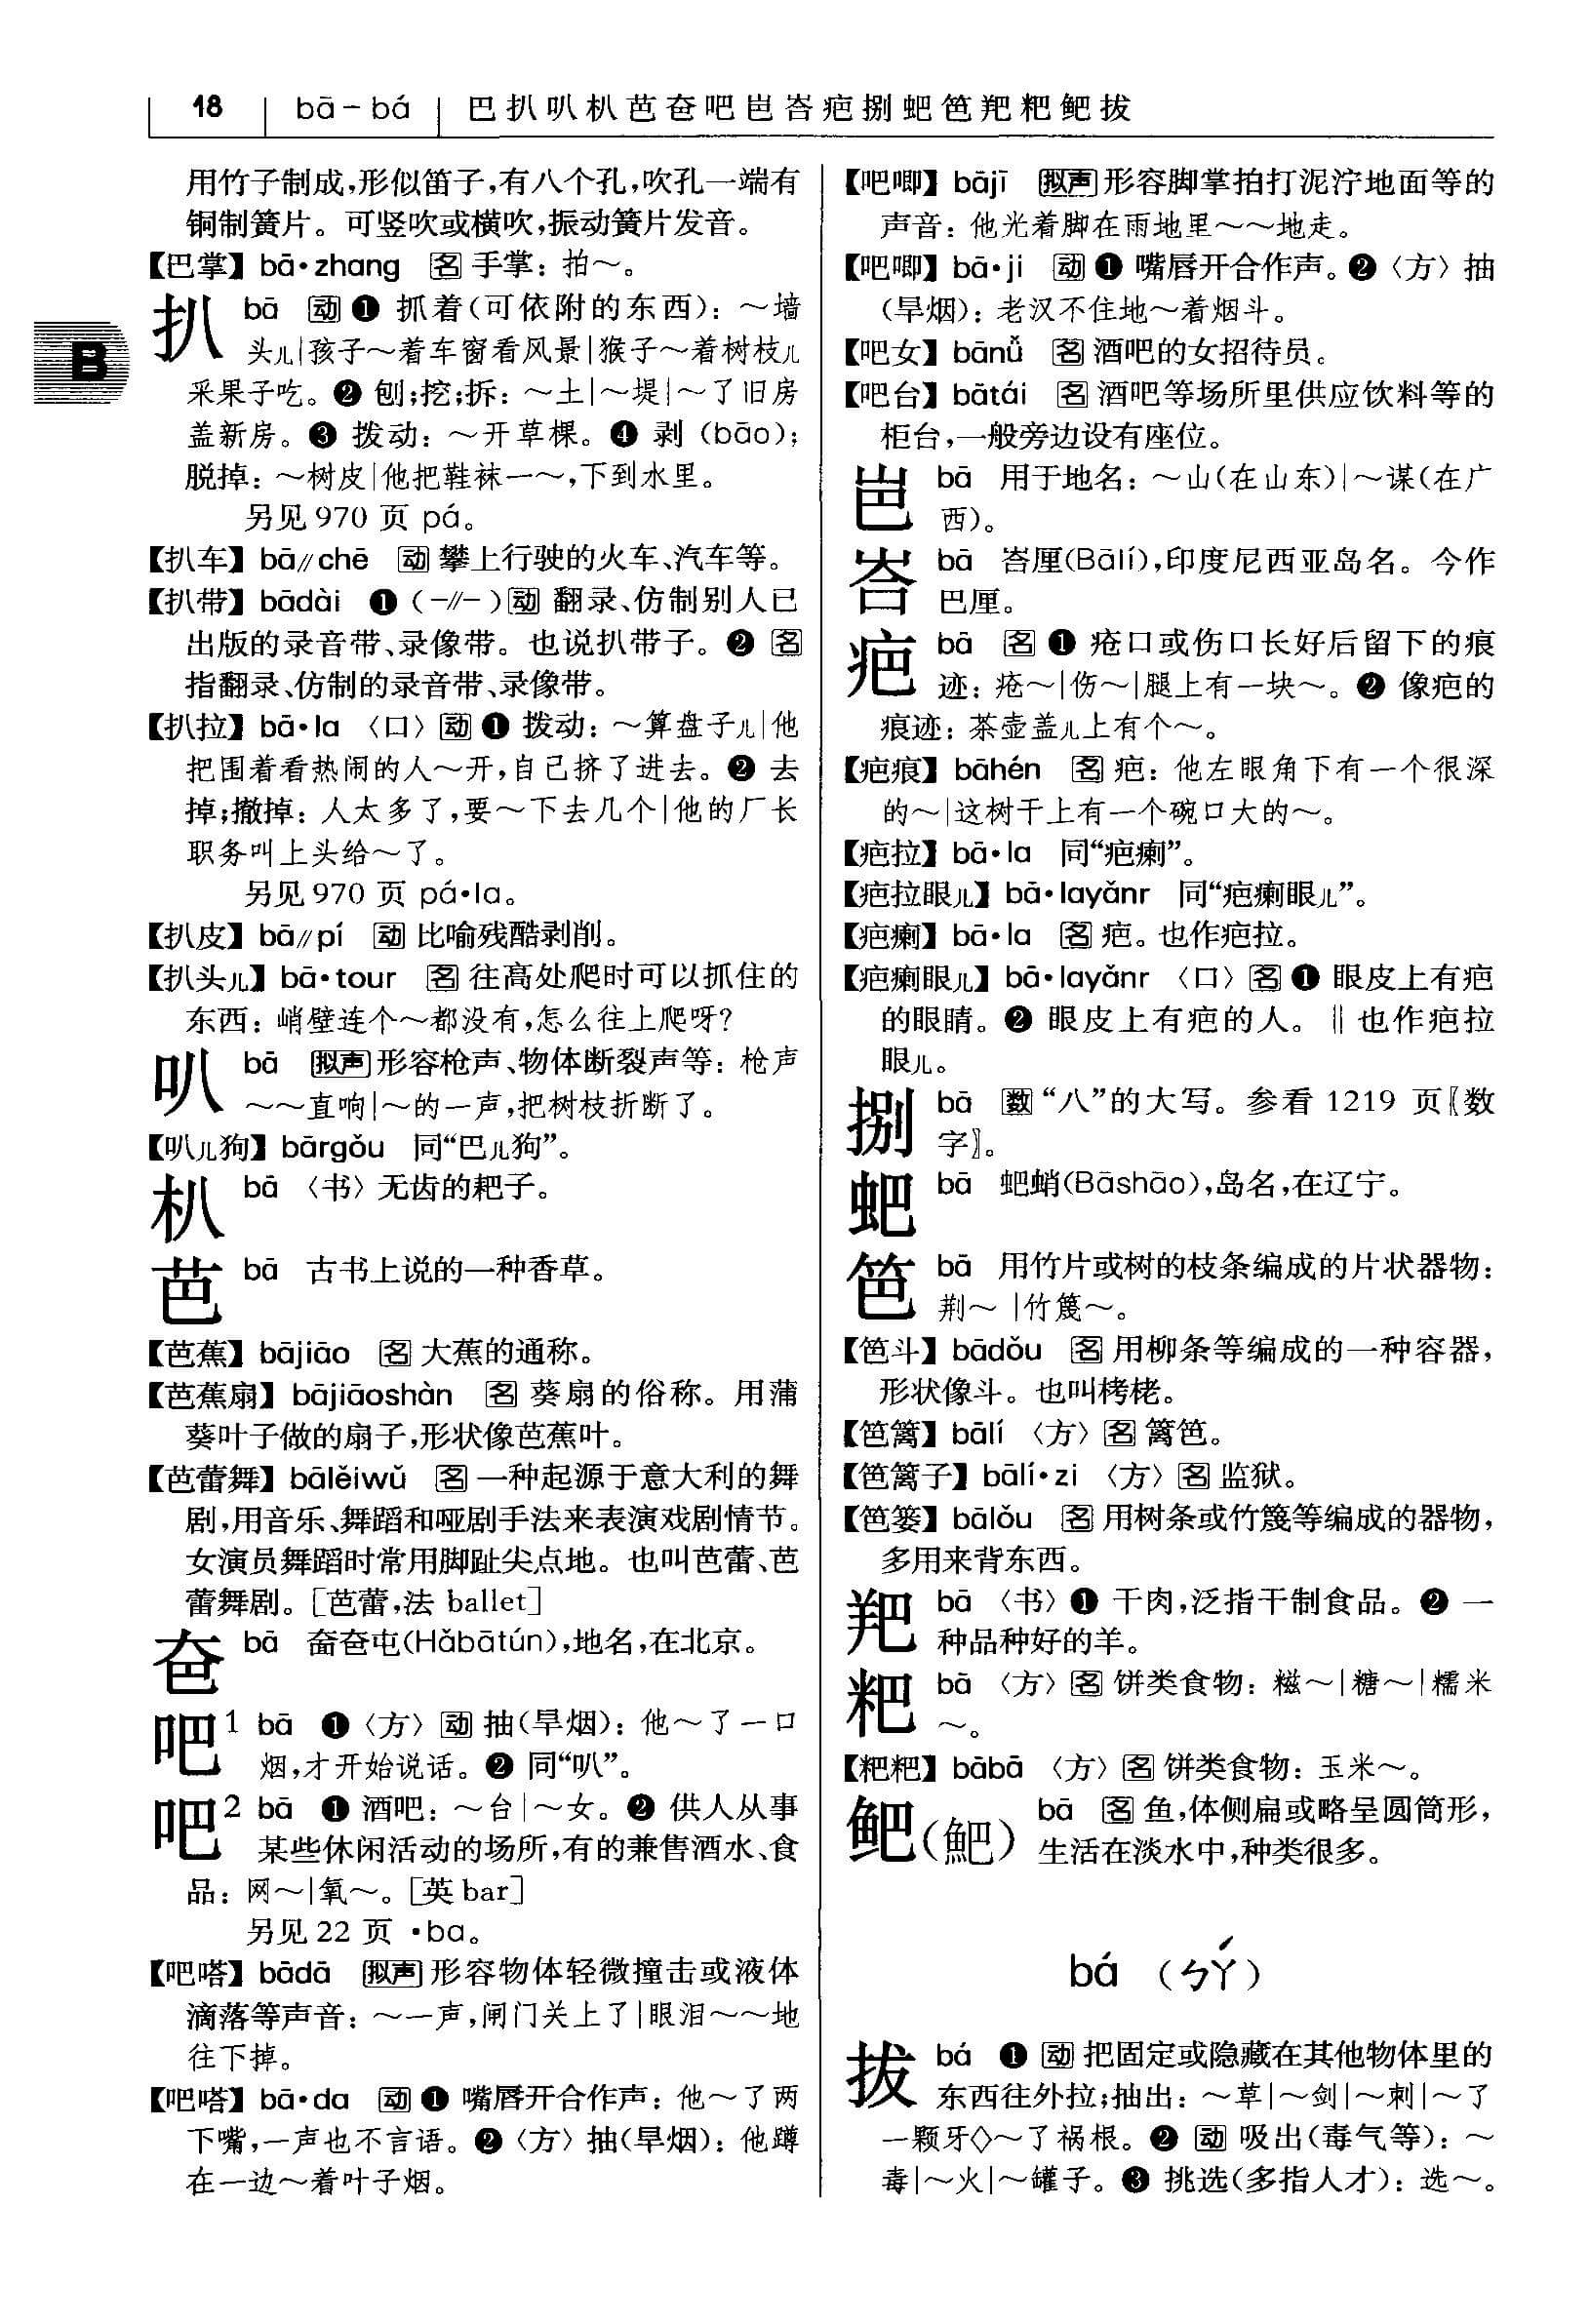 18 bā-bá 巴扒叭朳芭夿吧岜峇疤捌蚆笆羓粑鲃拔
用竹子制成,形似笛子,有八个孔,吹孔一端有
铜制簧片。可竖吹或横吹,振动簧片发音。
【巴掌】bā·zhang 名 手掌：拍～。
扒 bā 动 ❶ 抓着(可依附的东西)：～墙
头儿|孩子～着车窗看风景|猴子～着树枝儿
采果子吃。❷ 刨;挖;拆：～土|～堤|～了旧房
盖新房。❸ 拨动：～开草棵。❹ 剥(bāo);
脱掉：～树皮|他把鞋袜一～,下到水里。
另见970页 pá。
【扒车】bā//chē 动 攀上行驶的火车、汽车等。
【扒带】bādài ❶(-//-)动 翻录、仿制别人已
出版的录音带、录像带。也说扒带子。❷ 名
指翻录、仿制的录音带、录像带。
【扒拉】bā·la 〈口〉动 ❶ 拨动：～算盘子儿|他
把围着看热闹的人～开,自己挤了进去。❷ 去
掉;撤掉：人太多了,要～下去几个|他的厂长
职务叫上头给～了。
另见970页 pá·la。
【扒皮】bā//pí 动 比喻残酷剥削。
【扒头儿】bā·tour 名 往高处爬时可以抓住的
东西：峭壁连个～都没有,怎么往上爬呀?
叭 bā 拟声 形容枪声、物体断裂声等：枪声
～～直响|～的一声,把树枝折断了。
【叭儿狗】bārgǒu 同“巴儿狗”。
朳 bā 〈书〉无齿的耙子。
芭 bā 古书上说的一种香草。
【芭蕉】bājiāo 名 大蕉的通称。
【芭蕉扇】bājiāoshàn 名 葵扇的俗称。用蒲
葵叶子做的扇子,形状像芭蕉叶。
【芭蕾舞】bālěiwǔ 名 一种起源于意大利的舞
剧,用音乐、舞蹈和哑剧手法来表演戏剧情节。
女演员舞蹈时常用脚趾尖点地。也叫芭蕾、芭
蕾舞剧。[芭蕾,法 ballet]
夿 bā 奤夿屯(Hǎbātún),地名,在北京。
吧1 bā ❶〈方〉动 抽(旱烟)：他～了一口
烟,才开始说话。❷ 同“叭”。
吧2 bā ❶ 酒吧：～台|～女。❷ 供人从事
某些休闲活动的场所,有的兼售酒水、食
品：网～|氧～。[英 bar]
另见22页 ·ba。
【吧嗒】bādā 拟声 形容物体轻微撞击或液体
滴落等声音：～一声,闸门关上了|眼泪～～地
往下掉。
【吧嗒】bā·da 动 ❶ 嘴唇开合作声：他～了两
下嘴,一声也不言语。❷〈方〉抽(旱烟)：他蹲
在一边～着叶子烟。
【吧唧】bājī 拟声 形容脚掌拍打泥泞地面等的
声音：他光着脚在雨地里～～地走。
【吧唧】bā·ji 动 ❶ 嘴唇开合作声。❷〈方〉抽
(旱烟)：老汉不住地～着烟斗。
【吧女】bānǚ 名 酒吧的女招待员。
【吧台】bātái 名 酒吧等场所里供应饮料等的
柜台,一般旁边设有座位。
岜 bā 用于地名：～山(在山东)|～谋(在广
西)。
峇 bā 峇厘(Bālí),印度尼西亚岛名。今作
巴厘。
疤 bā 名 ❶ 疮口或伤口长好后留下的痕
迹：疮～|伤～|腿上有一块～。❷ 像疤的
痕迹：茶壶盖儿上有个～。
【疤痕】bāhén 名 疤：他左眼角下有一个很深
的～|这树干上有一个碗口大的～。
【疤拉】bā·la 同“疤瘌”。
【疤拉眼儿】bā·layǎnr 同“疤瘌眼儿”。
【疤瘌】bā·la 名 疤。也作疤拉。
【疤瘌眼儿】bā·layǎnr 〈口〉名 ❶ 眼皮上有疤
的眼睛。❷ 眼皮上有疤的人。‖也作疤拉
眼儿。
捌 bā 数 “八”的大写。参看1219页〖数
字〗。
蚆 bā 蚆蛸(Bāshāo),岛名,在辽宁。
笆 bā 用竹片或树的枝条编成的片状器物：
荆～|竹篾～。
【笆斗】bādǒu 名 用柳条等编成的一种容器,
形状像斗。也叫栲栳。
【笆篱】bālí 〈方〉名 篱笆。
【笆篱子】bālí·zi 〈方〉名 监狱。
【笆篓】bālǒu 名 用树条或竹篾等编成的器物,
多用来背东西。
羓 bā 〈书〉❶ 干肉,泛指干制食品。❷ 一
种品种好的羊。
粑 bā 〈方〉名 饼类食物：糍～|糖～|糯米
～。
【粑粑】bābā 〈方〉名 饼类食物：玉米～。
鲃(䰾) bā 名 鱼,体侧扁或略呈圆筒形,
生活在淡水中,种类很多。
bá (ㄅㄚˊ)
拔 bá ❶ 动 把固定或隐藏在其他物体里的
东西往外拉;抽出：～草|～剑|～刺|～了
一颗牙◇～了祸根。❷ 动 吸出(毒气等)：～
毒|～火|～罐子。❸ 挑选(多指人才)：选～。
B